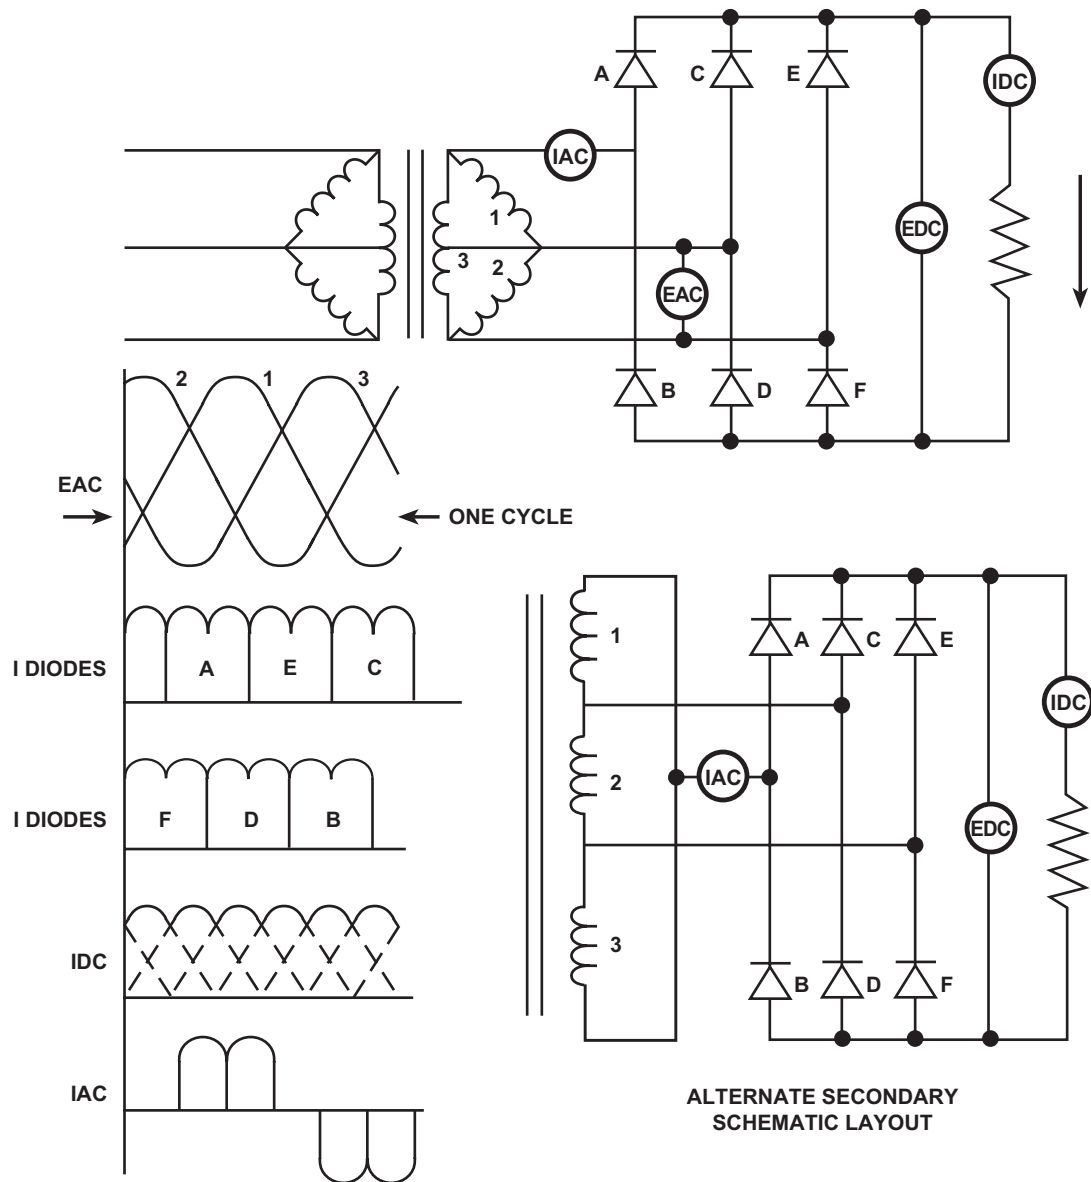 A
C
E
IDC
IAC
1
EDC
3
2
EAC
B
D
F
2
1
3
EAC
ONE CYCLE
I DIODES
A
E
C
I DIODES
F
D
B
IDC
IAC
1
A
C
E
IDC
2
IAC
EDC
3
B
D
F
ALTERNATE SECONDARY
SCHEMATIC LAYOUT